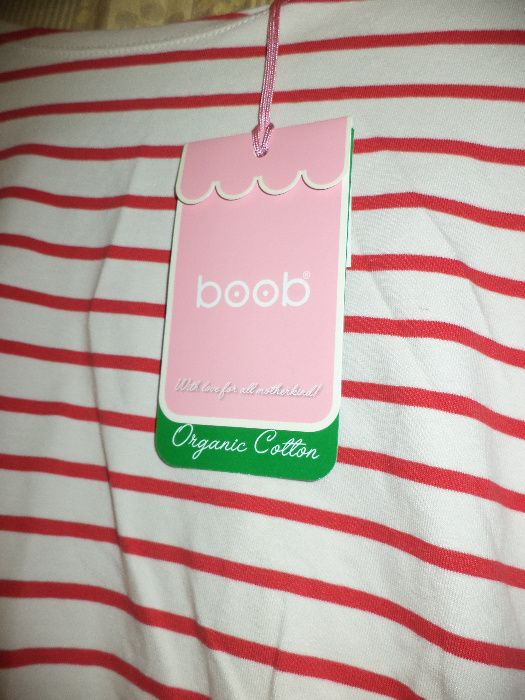 boob®
With love for all motherkind!
Organic Cotton